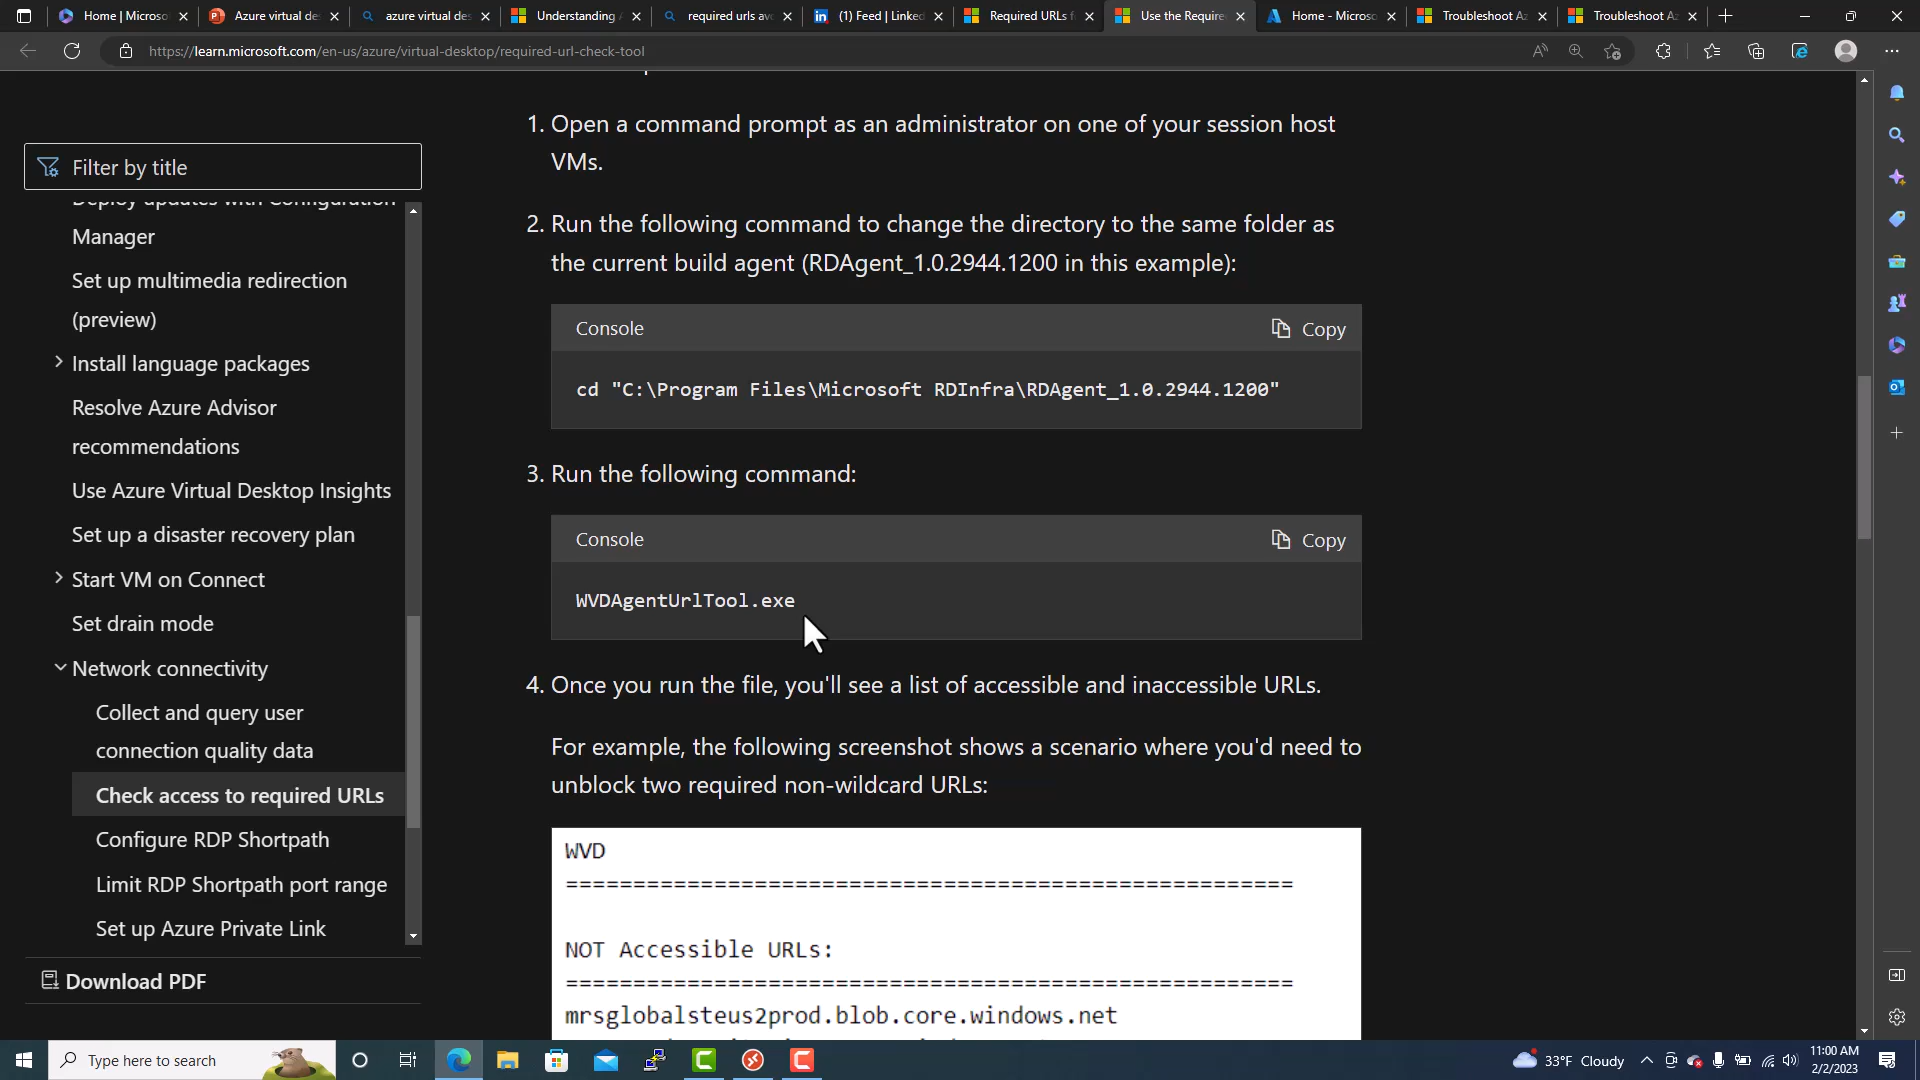 Home | Microso
Azure virtual de
azure virtual des
Understanding
required urls avd
(1) Feed | Linked
Required URLs f
Use the Require
Home - Microso
Troubleshoot Az
Troubleshoot Az
https://learn.microsoft.com/en-us/azure/virtual-desktop/required-url-check-tool
Filter by title
Deploy updates with Configuration
Manager
Set up multimedia redirection
(preview)
Install language packages
Resolve Azure Advisor
recommendations
Use Azure Virtual Desktop Insights
Set up a disaster recovery plan
Start VM on Connect
Set drain mode
Network connectivity
Collect and query user
connection quality data
Check access to required URLs
Configure RDP Shortpath
Limit RDP Shortpath port range
Set up Azure Private Link
Download PDF
1. Open a command prompt as an administrator on one of your session host
VMs.
2. Run the following command to change the directory to the same folder as
the current build agent (RDAgent_1.0.2944.1200 in this example):
Console
Copy
cd "C:\Program Files\Microsoft RDInfra\RDAgent_1.0.2944.1200"
3. Run the following command:
Console
Copy
WVDAgentUrlTool.exe
4. Once you run the file, you'll see a list of accessible and inaccessible URLs.
For example, the following screenshot shows a scenario where you'd need to
unblock two required non-wildcard URLs:
WVD
======================================================
NOT Accessible URLs:
======================================================
mrsglobalsteus2prod.blob.core.windows.net
Type here to search
33°F Cloudy
11:00 AM
2/2/2023